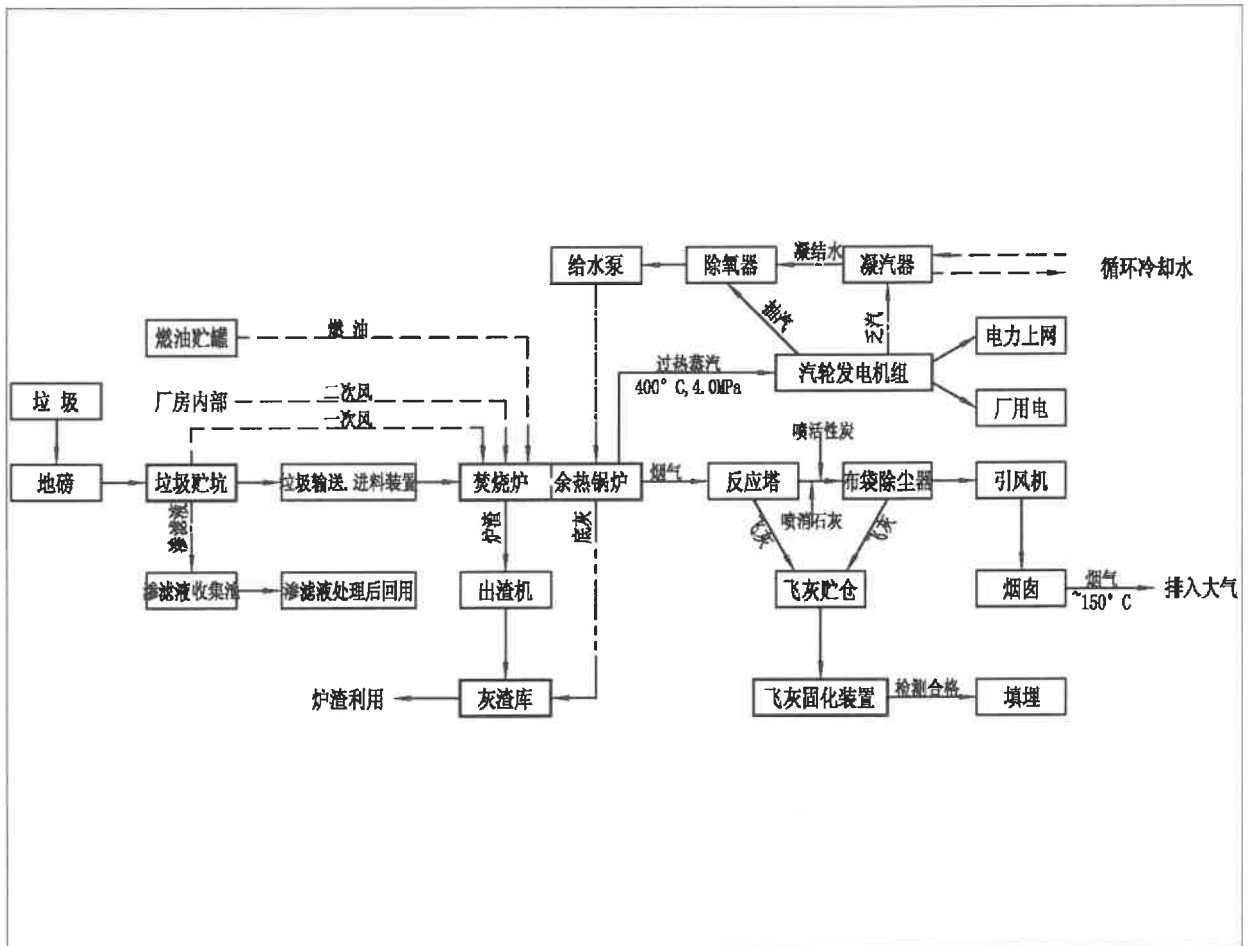 给水泵
除氧器
凝结水
凝汽器
循环冷却水
燃油贮罐
燃 油
抽汽
乏汽
电力上网
过热蒸汽
400°C,4.0MPa
汽轮发电机组
垃 圾
厂房内部
二次风
一次风
厂用电
喷活性炭
地磅
垃圾贮坑
垃圾输送.进料装置
焚烧炉
余热锅炉
烟气
反应塔
布袋除尘器
引风机
渗滤液
炉渣
底灰
喷消石灰
飞灰
飞灰
渗滤液收集池
渗滤液处理后回用
出渣机
飞灰贮仓
烟囱
烟气
~150°C
排入大气
炉渣利用
灰渣库
飞灰固化装置
检测合格
填埋